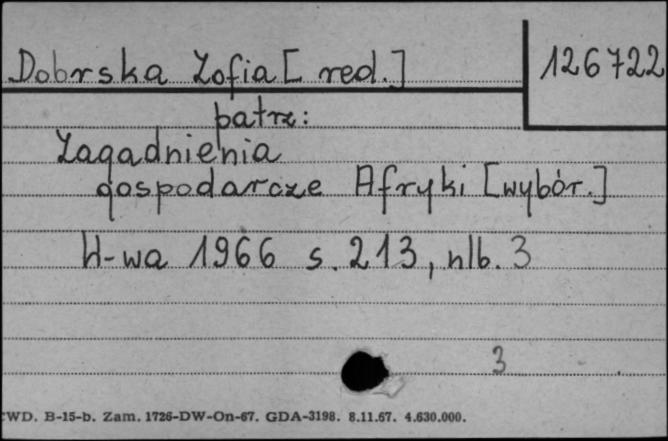 Dobrska Zofia [red.]
126722
patrz:
Zagadnienia
gospodarcze Afryki [wybór.]
W-wa 1966 s. 213, nlb. 3
3
CWD. B-15-b. Zam. 1726-DW-On-67. GDA-3198. 8.11.67. 4.630.000.